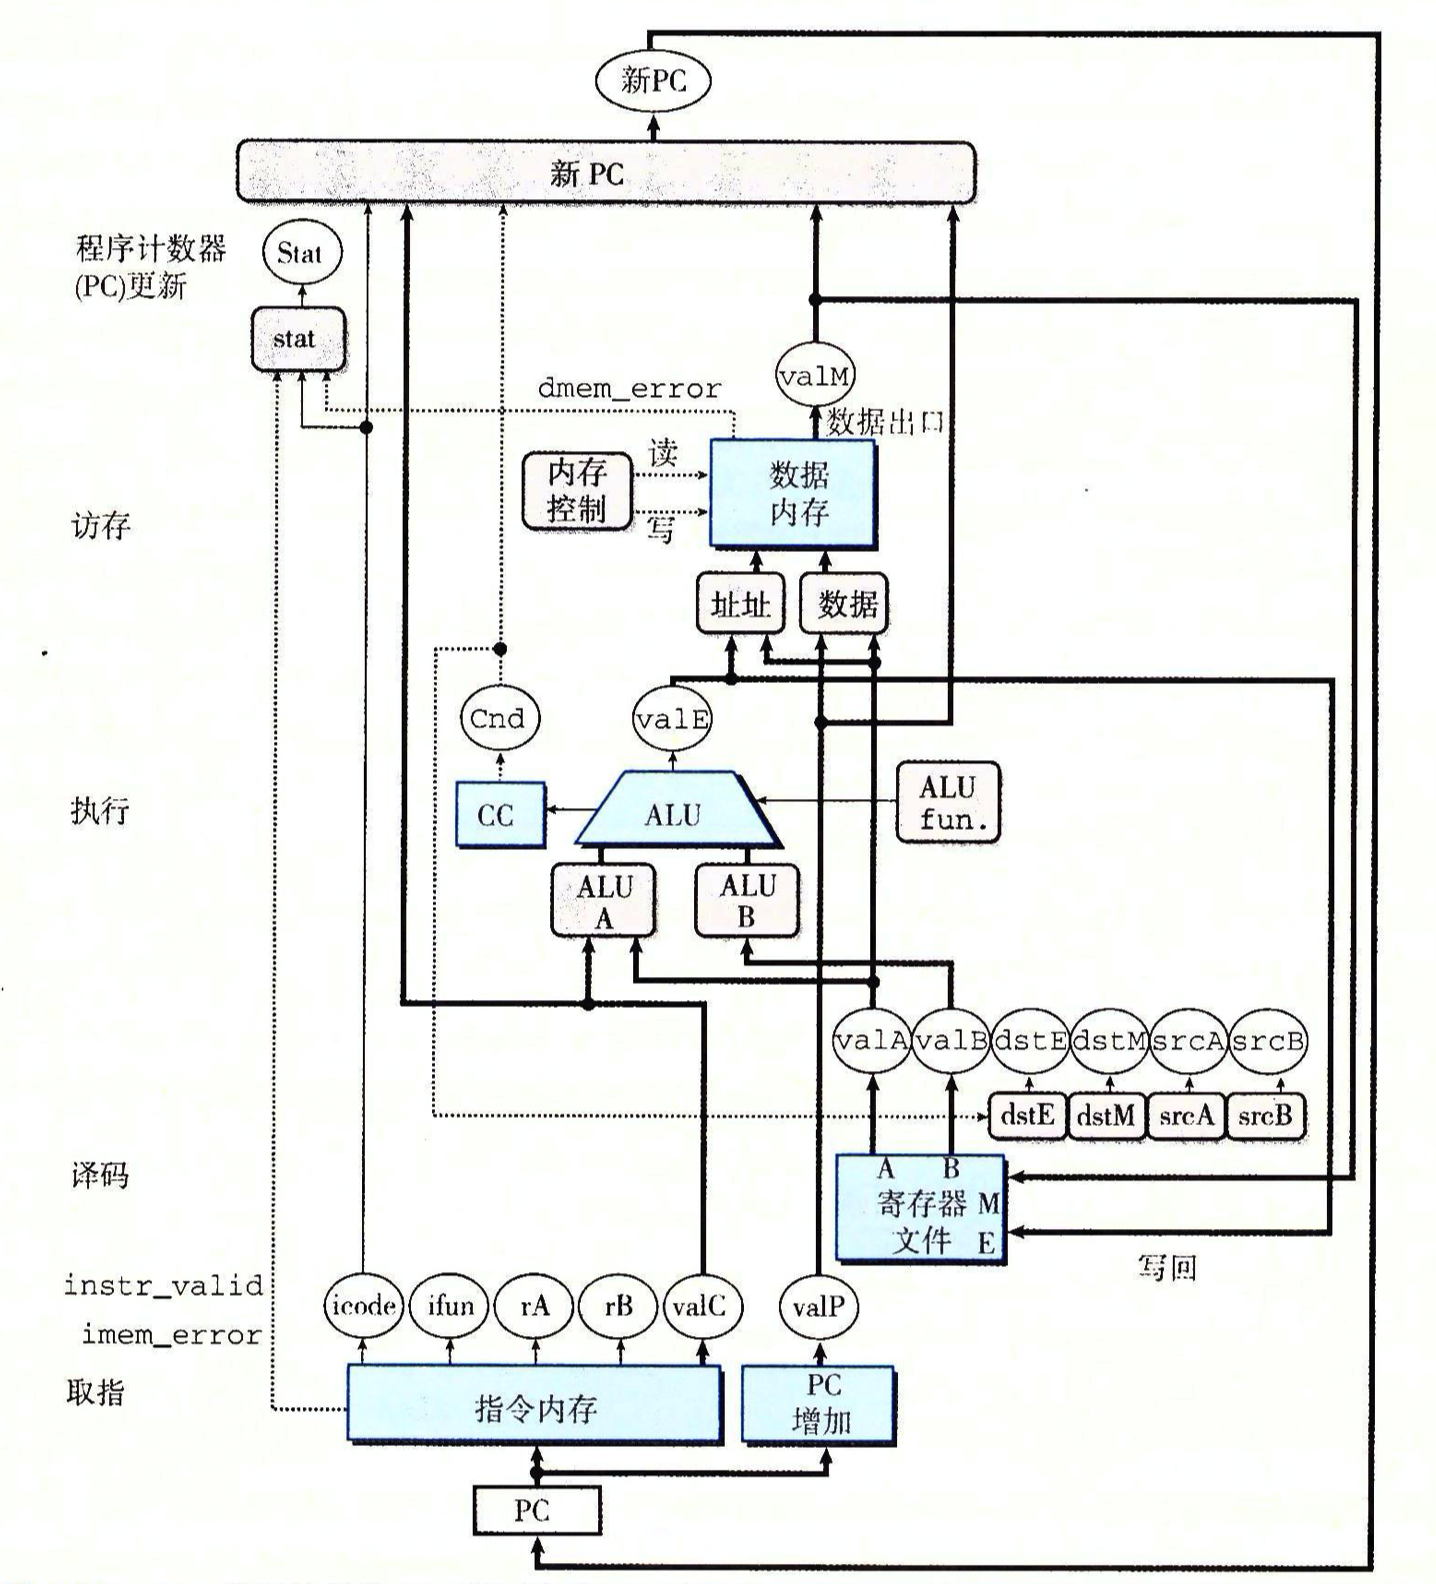 新PC
新 PC
程序计数器
(PC)更新
Stat
stat
valM
dmem_error
数据出口
读
内存
控制
写
数据
内存
访存
址址
数据
Cnd
valE
执行
CC
ALU
ALU
fun.
ALU
A
ALU
B
valA
valB
dstE
dstM
srcA
srcB
dstE
dstM
srcA
srcB
译码
A
B
寄存器
M
文件
E
写回
instr_valid
imem_error
icode
ifun
rA
rB
valC
valP
取指
指令内存
PC
增加
PC